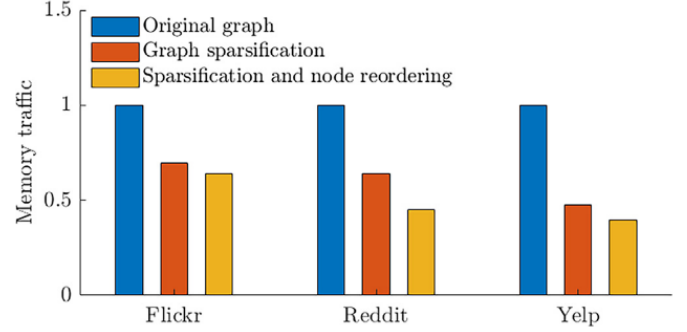 1.5
Original graph
Graph sparsification
Sparsification and node reordering
1
0.5
0
Memory traffic
Flickr Reddit Yelp